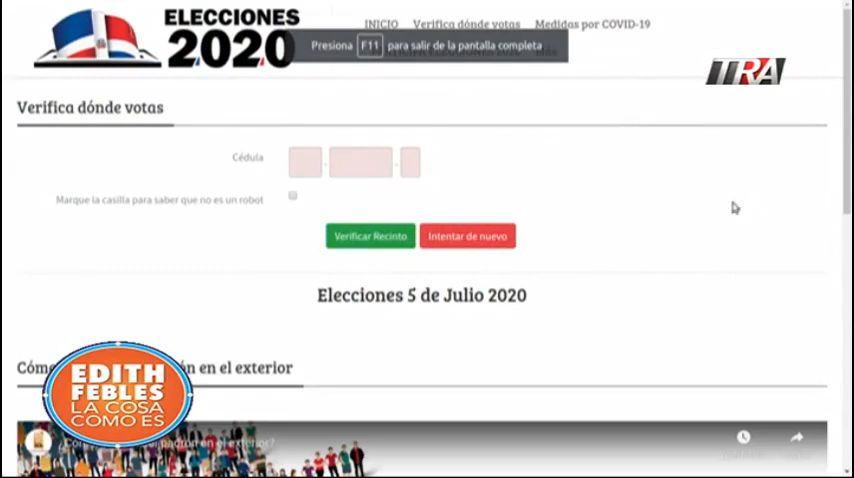 ELECCIONES
2020
INICIO Verifica dónde votas Medidas por COVID-19
Presiona F11 para salir de la pantalla completa
TRA
Verifica dónde votas
Cédula
Marque la casilla para saber que no es un robot
Verificar Recinto Intentar de nuevo
Elecciones 5 de Julio 2020
Cómo ón en el exterior
EDITH
FEBLES
LA COSA
COMO ES
padrón en el exterior?